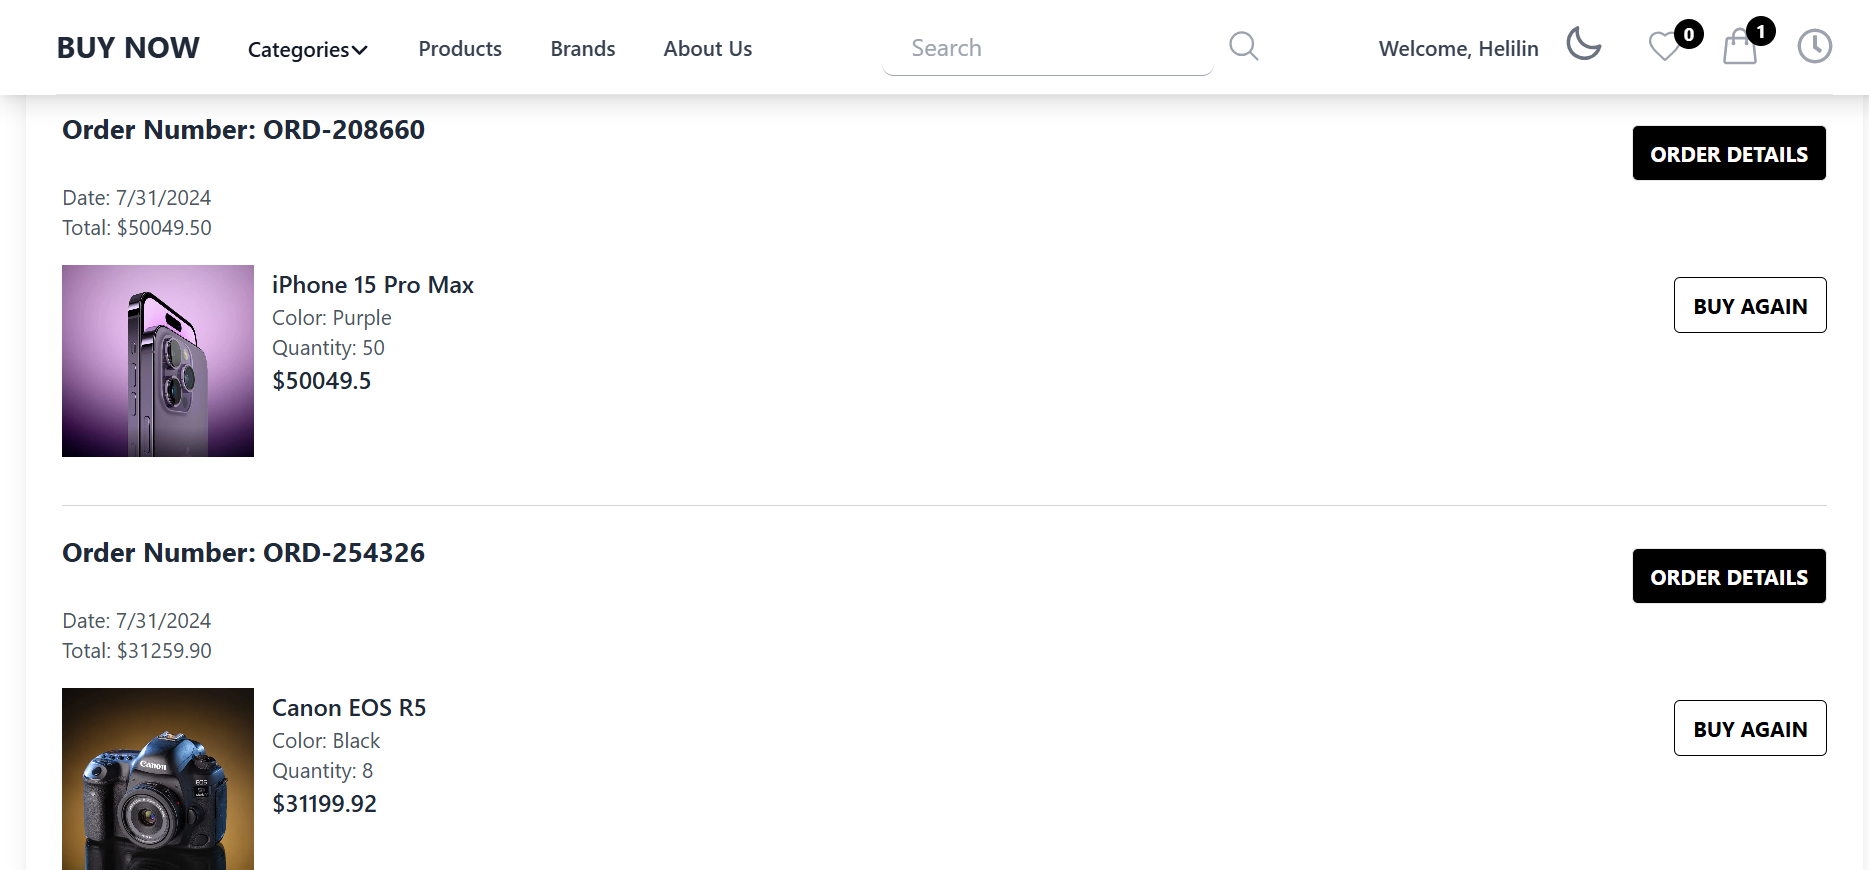 BUY NOW
Categories
Products
Brands
About Us
Search
Welcome, Helilin
0
1
Order Number: ORD-208660
ORDER DETAILS
Date: 7/31/2024
Total: $50049.50
iPhone 15 Pro Max
Color: Purple
Quantity: 50
$50049.5
BUY AGAIN
Order Number: ORD-254326
ORDER DETAILS
Date: 7/31/2024
Total: $31259.90
Canon EOS R5
Color: Black
Quantity: 8
$31199.92
BUY AGAIN
Canon
EOS